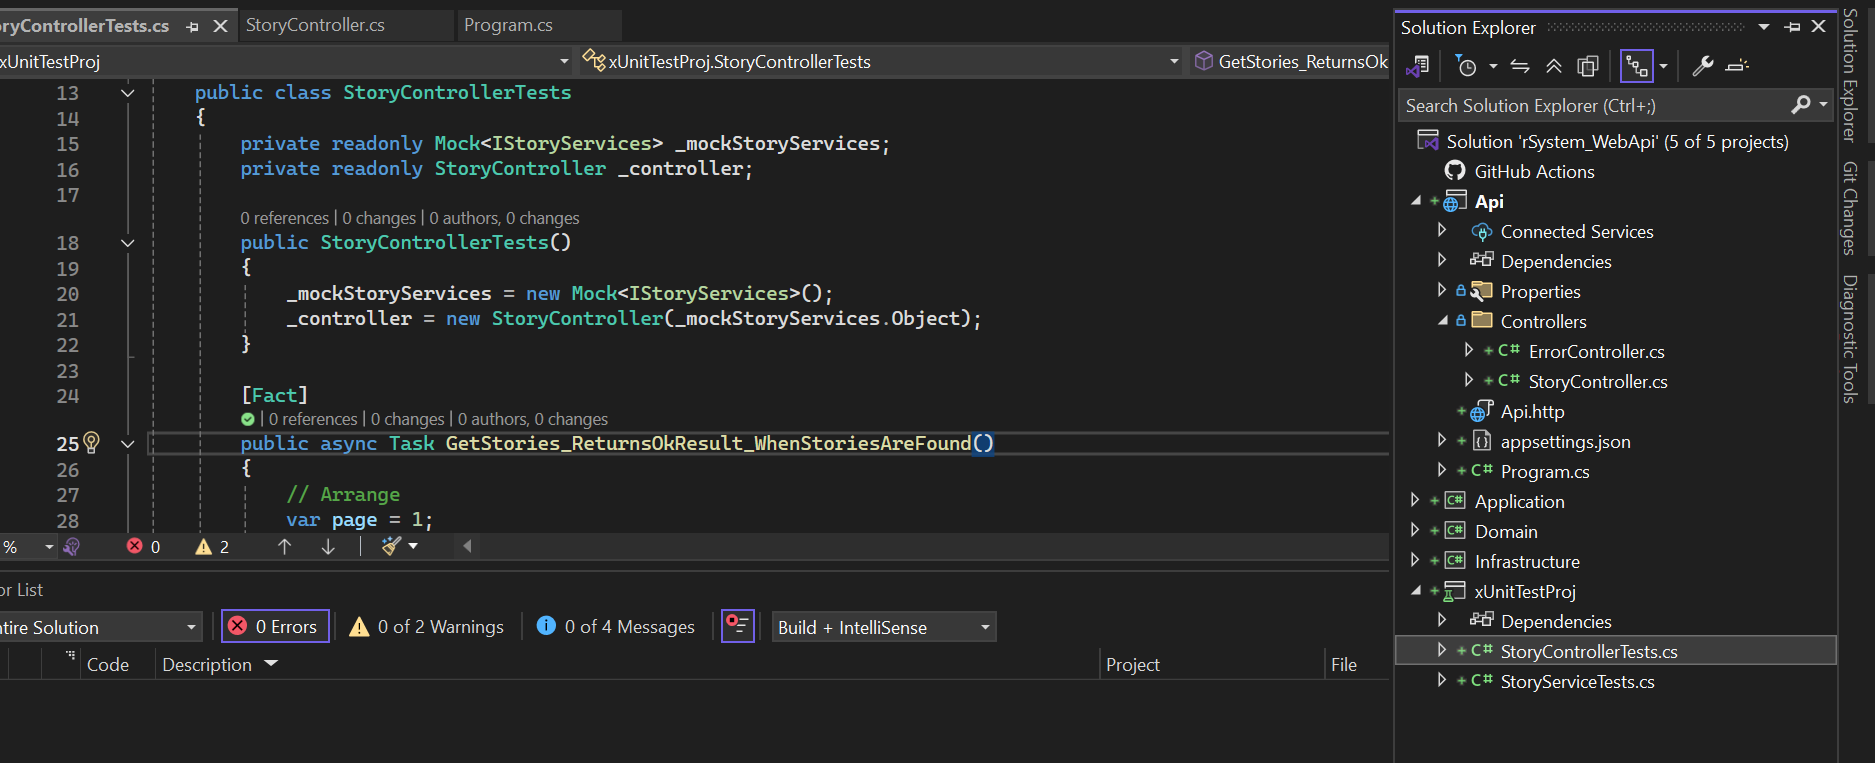 oryControllerTests.cs
StoryController.cs
Program.cs
xUnitTestProj
xUnitTestProj.StoryControllerTests
GetStories_ReturnsOk
13 public class StoryControllerTests
14 {
15 private readonly Mock<IStoryServices> _mockStoryServices;
16 private readonly StoryController _controller;
17
0 references | 0 changes | 0 authors, 0 changes
18 public StoryControllerTests()
19 {
20 _mockStoryServices = new Mock<IStoryServices>();
21 _controller = new StoryController(_mockStoryServices.Object);
22 }
23
24 [Fact]
| 0 references | 0 changes | 0 authors, 0 changes
25 public async Task GetStories_ReturnsOkResult_WhenStoriesAreFound()
26 {
27 // Arrange
28 var page = 1;
% 0 2
or List
ntire Solution
0 Errors
0 of 2 Warnings
0 of 4 Messages
Build + IntelliSense
Code
Description
Project
File
Solution Explorer
Search Solution Explorer (Ctrl+;)
Solution 'rSystem_WebApi' (5 of 5 projects)
GitHub Actions
Api
Connected Services
Dependencies
Properties
Controllers
C# ErrorController.cs
C# StoryController.cs
Api.http
appsettings.json
C# Program.cs
C# Application
C# Domain
C# Infrastructure
xUnitTestProj
Dependencies
C# StoryControllerTests.cs
C# StoryServiceTests.cs
Solution Explorer
Git Changes
Diagnostic Tools